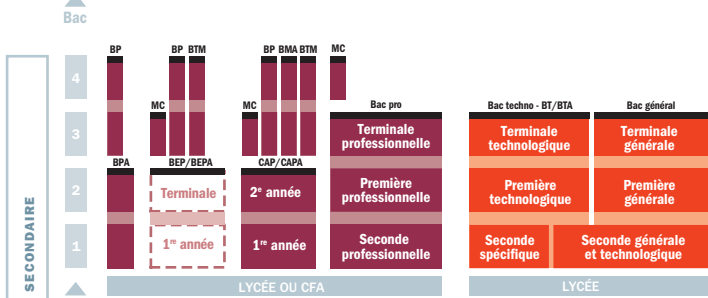 Bac
SECONDAIRE
4
3
2
1
BP
BP BTM
BP BMA BTM
MC
MC
MC
Bac pro
Bac techno - BT/BTA
Bac général
Terminale
professionnelle
Terminale
technologique
Terminale
générale
BPA
BEP/BEPA
CAP/CAPA
Terminale
2e année
Première
professionnelle
Première
technologique
Première
générale
1re année
1re année
Seconde
professionnelle
Seconde
spécifique
Seconde générale
et technologique
LYCÉE OU CFA
LYCÉE